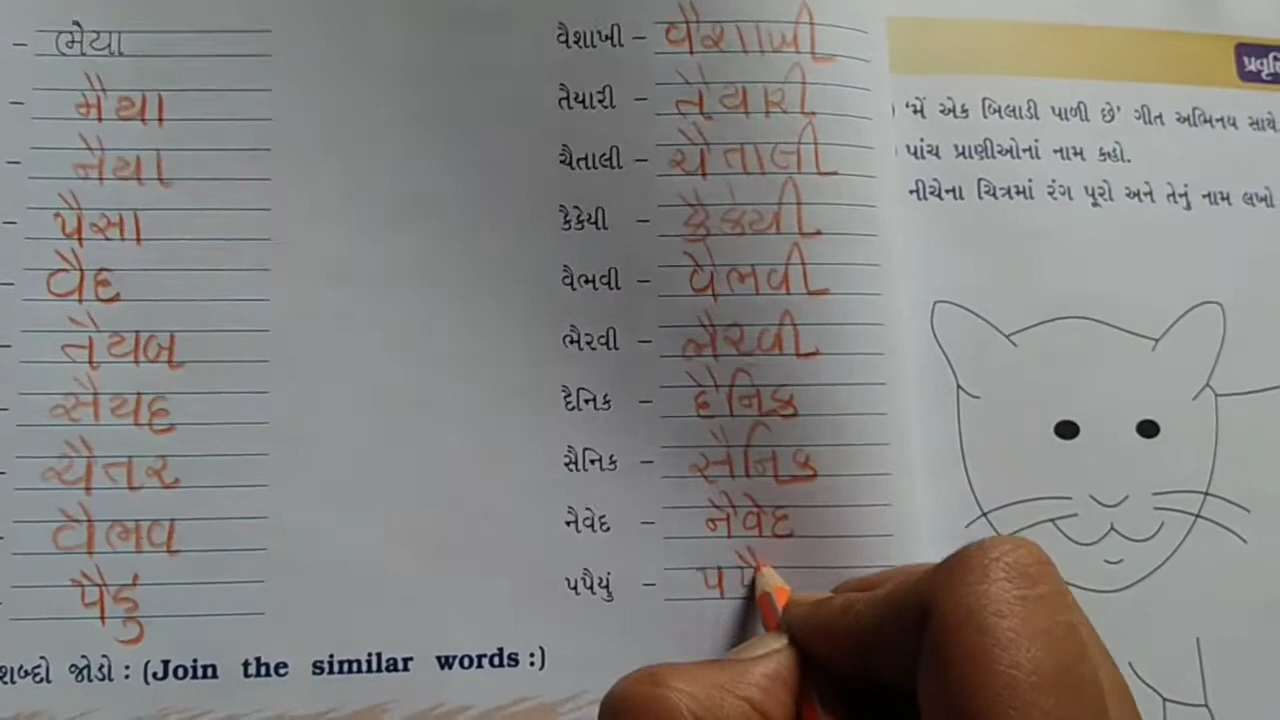 – ભૈયા
– મૈયા
– નૈયા
– પૈસા
– વૈદ
– તૈયબ
– સૈયદ
– ચૈતર
– વૈભવ
– પૈડું
વૈશાખી – વૈશાખી
તૈયારી – તૈયારી
ચૈતાલી – ચૈતાલી
કૈકેયી – કૈકેયી
વૈભવી – વૈભવી
ભૈરવી – ભૈરવી
દૈનિક – દૈનિક
સૈનિક – સૈનિક
નૈવેદ – નૈવેદ
પપૈયું – પપૈ
શબ્દો જોડો : (Join the similar words :)
'મેં એક બિલાડી પાળી છે' ગીત અભિનય સાથે
પાંચ પ્રાણીઓનાં નામ કહો.
નીચેના ચિત્રમાં રંગ પૂરો અને તેનું નામ લખો